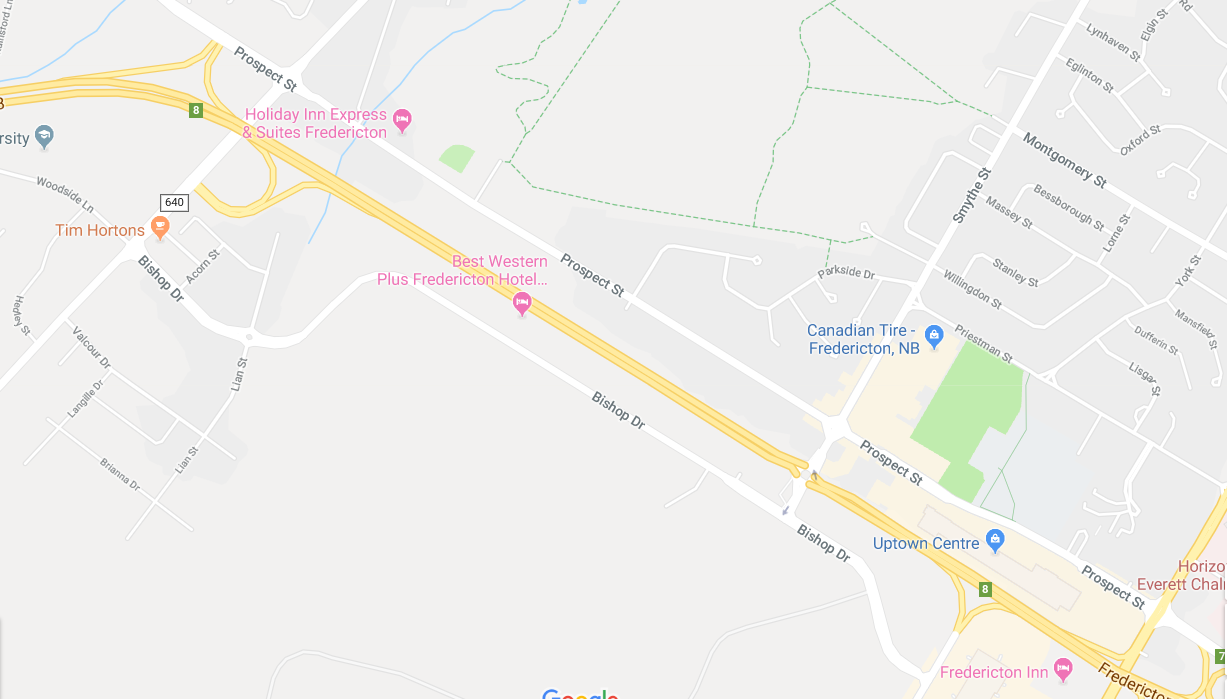 Prospect St
8
Holiday Inn Express
& Suites Fredericton
rsity
Woodside Ln
640
Tim Hortons
Acorn St
Bishop Dr
Valcour Dr
Langille Dr
Lian St
Lian St
Brianna Dr
Best Western
Plus Fredericton Hotel...
Prospect St
Bishop Dr
Lynhaven St
Elgin St
Rd
Eglinton St
Oxford St
Montgomery St
Smythe St
Bessborough St
Massey St
Lorne St
York St
Stanley St
Willingdon St
Parkside Dr
Priestman St
Mansfield St
Dufferin St
Lisgar St
Canadian Tire -
Fredericton, NB
Prospect St
Uptown Centre
Bishop Dr
8
Prospect St
Horizo
Everett Chal
Fredericton Inn
Fredericton
7
Google